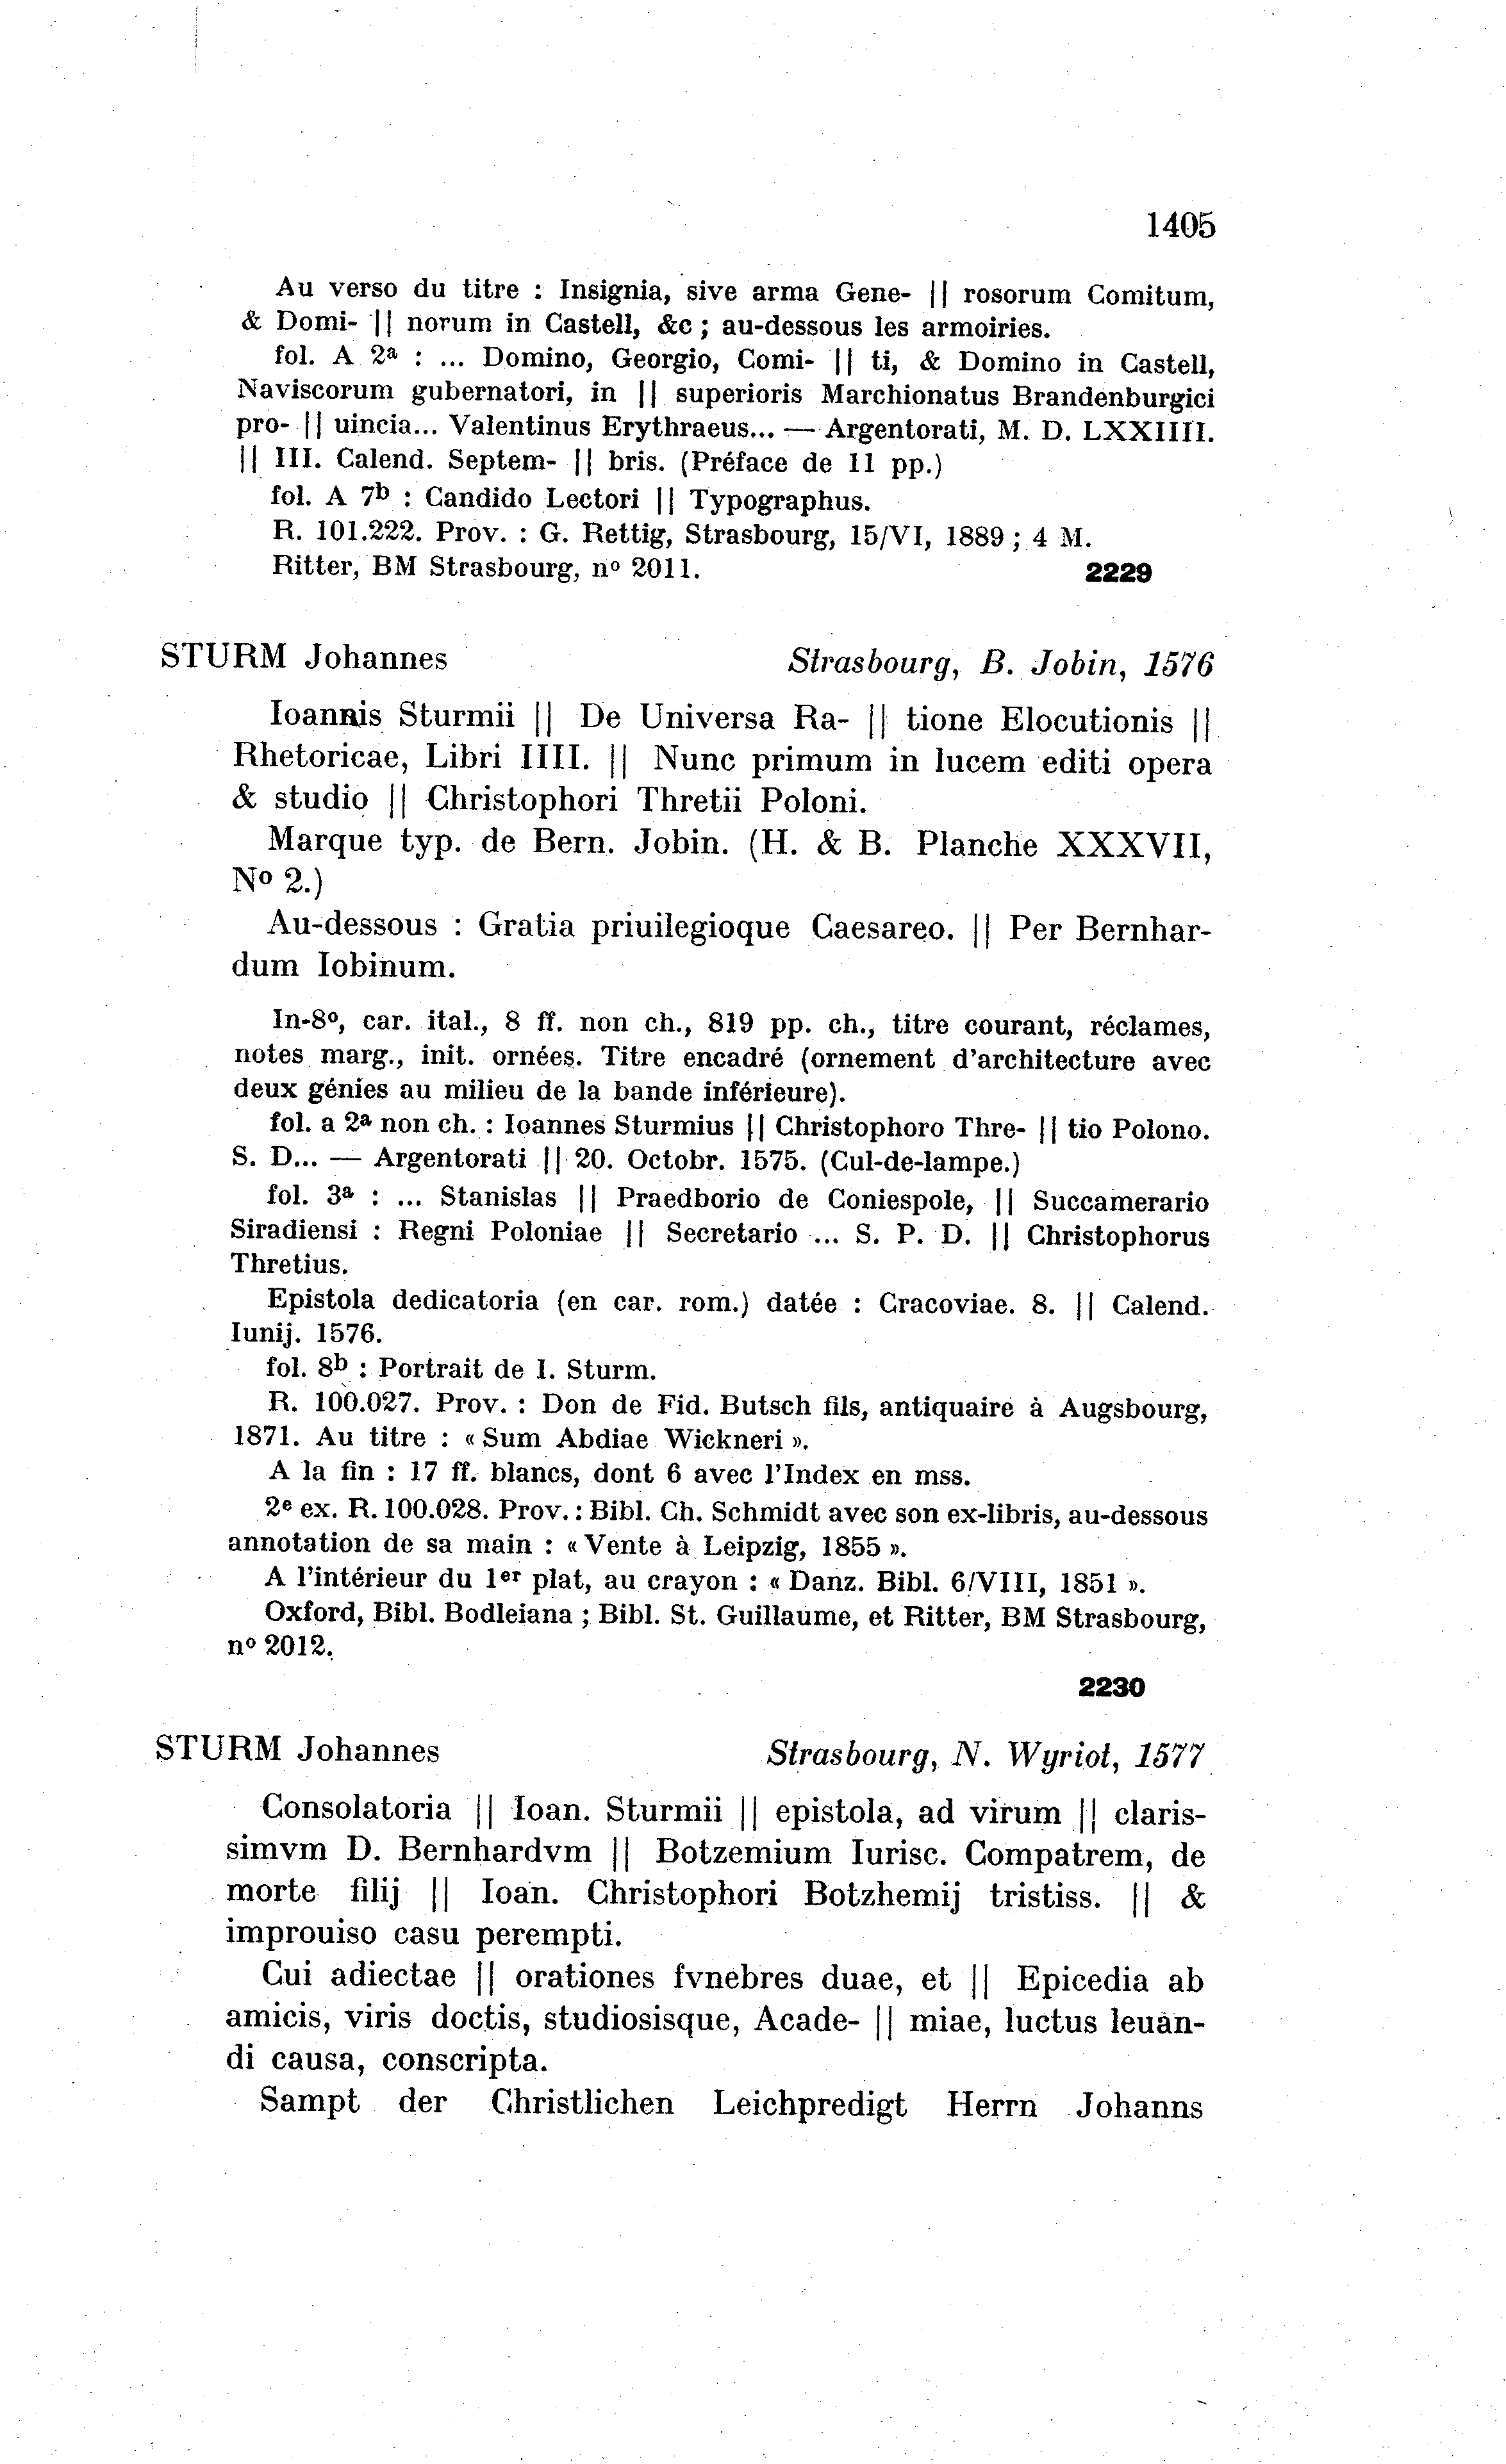 1405
Au verso du titre : Insignia, sive arma Gene- || rosorum Comitum,
& Domi- || norum in Castell, &c ; au-dessous les armoiries.
fol. A 2ᵃ : ... Domino, Georgio, Comi- || ti, & Domino in Castell,
Naviscorum gubernatori, in || superioris Marchionatus Brandenburgici
pro- || uincia... Valentinus Erythraeus... — Argentorati, M. D. LXXIIII.
|| III. Calend. Septem- || bris. (Préface de 11 pp.)
fol. A 7ᵇ : Candido Lectori || Typographus.
R. 101.222. Prov. : G. Rettig, Strasbourg, 15/VI, 1889 ; 4 M.
Ritter, BM Strasbourg, nº 2011. 2229
STURM Johannes Strasbourg, B. Jobin, 1576
Ioannis Sturmii || De Universa Ra- || tione Elocutionis ||
Rhetoricae, Libri IIII. || Nunc primum in lucem editi opera
& studio || Christophori Thretii Poloni.
Marque typ. de Bern. Jobin. (H. & B. Planche XXXVII,
Nº 2.)
Au-dessous : Gratia priuilegioque Caesareo. || Per Bernhar-
dum Iobinum.
In-8º, car. ital., 8 ff. non ch., 819 pp. ch., titre courant, réclames,
notes marg., init. ornées. Titre encadré (ornement d'architecture avec
deux génies au milieu de la bande inférieure).
fol. a 2ᵃ non ch. : Ioannes Sturmius || Christophoro Thre- || tio Polono.
S. D... — Argentorati || 20. Octobr. 1575. (Cul-de-lampe.)
fol. 3ᵃ : ... Stanislas || Praedborio de Coniespole, || Succamerario
Siradiensi : Regni Poloniae || Secretario ... S. P. D. || Christophorus
Thretius.
Epistola dedicatoria (en car. rom.) datée : Cracoviae. 8. || Calend.
Iunij. 1576.
fol. 8ᵇ : Portrait de I. Sturm.
R. 100.027. Prov. : Don de Fid. Butsch fils, antiquaire à Augsbourg,
1871. Au titre : « Sum Abdiae Wickneri ».
A la fin : 17 ff. blancs, dont 6 avec l'Index en mss.
2ᵉ ex. R. 100.028. Prov. : Bibl. Ch. Schmidt avec son ex-libris, au-dessous
annotation de sa main : « Vente à Leipzig, 1855 ».
A l'intérieur du 1ᵉʳ plat, au crayon : « Danz. Bibl. 6/VIII, 1851 ».
Oxford, Bibl. Bodleiana ; Bibl. St. Guillaume, et Ritter, BM Strasbourg,
nº 2012.
2230
STURM Johannes Strasbourg, N. Wyriot, 1577
Consolatoria || Ioan. Sturmii || epistola, ad virum || claris-
simvm D. Bernhardvm || Botzemium Iurisc. Compatrem, de
morte filij || Ioan. Christophori Botzhemij tristiss. || &
improuiso casu perempti.
Cui adiectae || orationes fvnebres duae, et || Epicedia ab
amicis, viris doctis, studiosisque, Acade- || miae, luctus leuan-
di causa, conscripta.
Sampt der Christlichen Leichpredigt Herrn Johanns